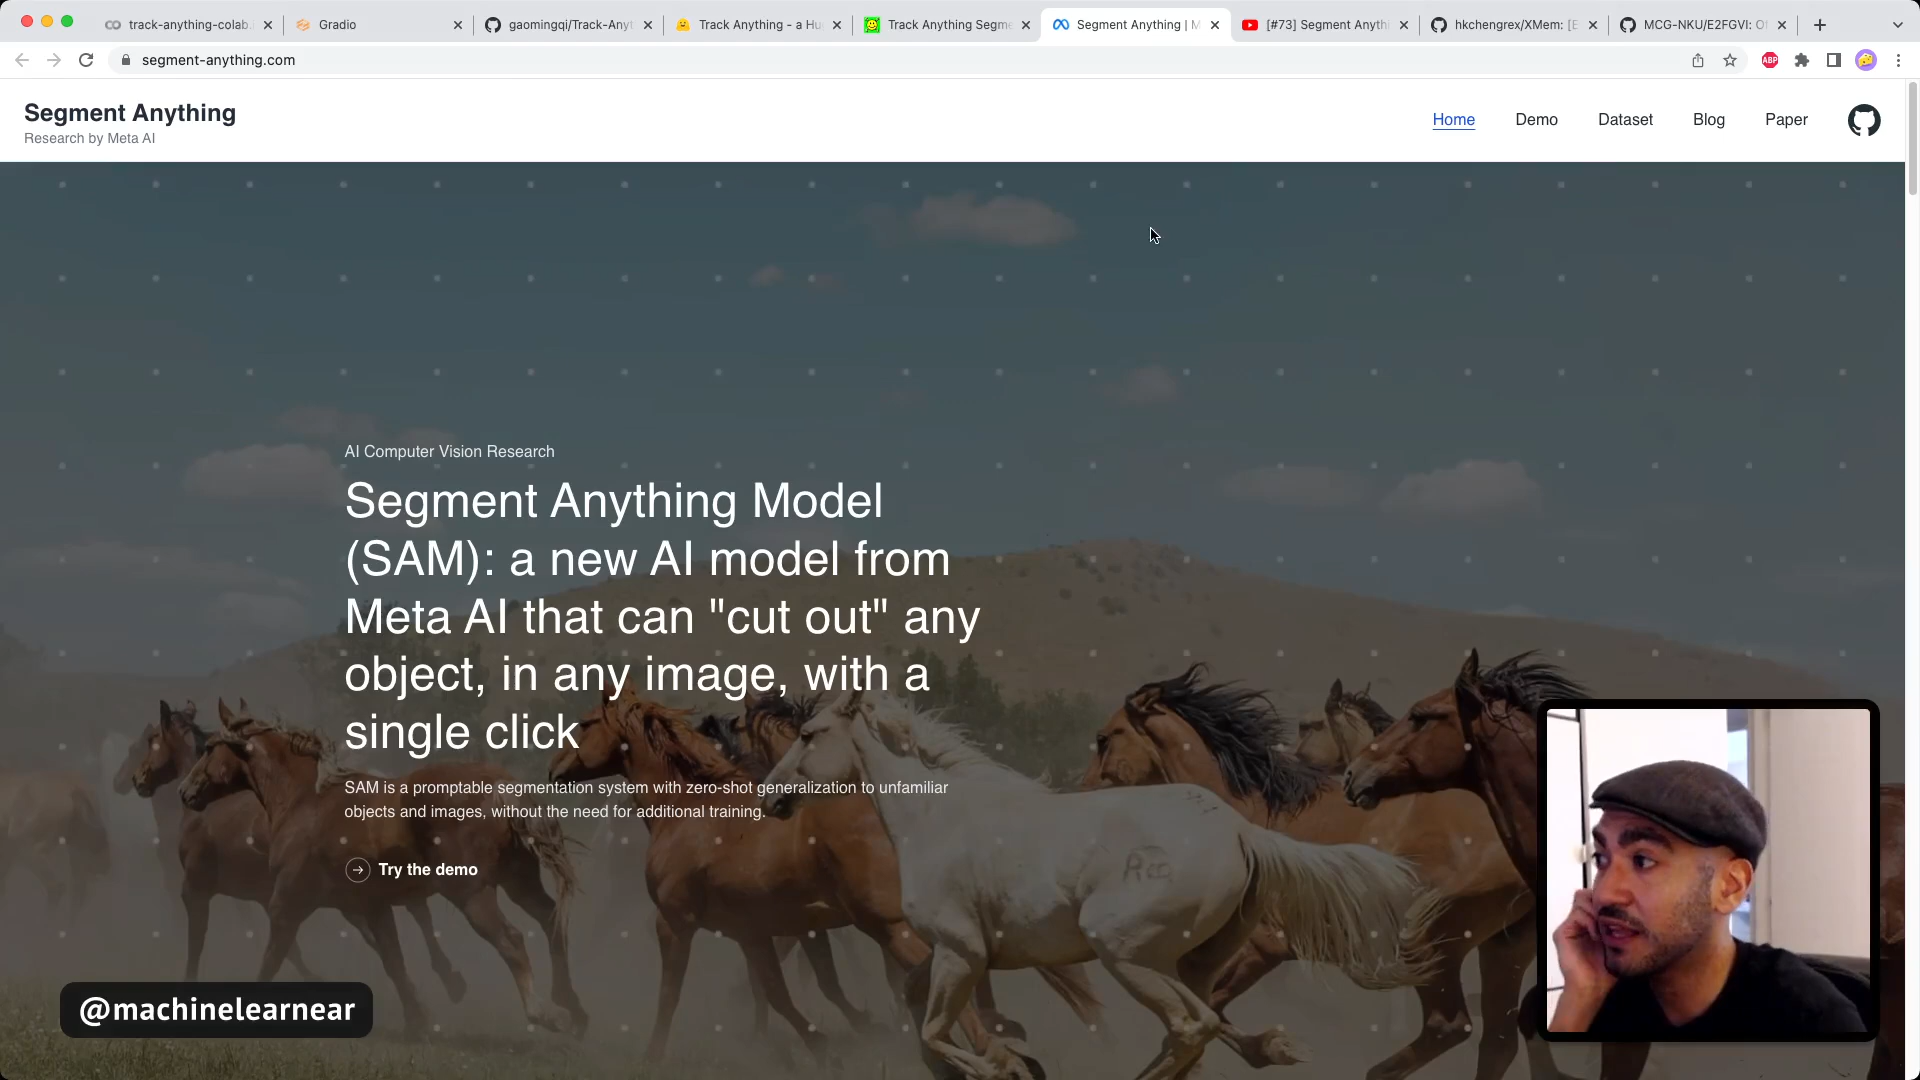 track-anything-colab.
Gradio
gaomingqi/Track-Anyt
Track Anything - a Hu
Track Anything Segme
Segment Anything | M
[#73] Segment Anythi
hkchengrex/XMem: [E
MCG-NKU/E2FGVI: Of
segment-anything.com
ABP
Segment Anything
Research by Meta AI
Home
Demo
Dataset
Blog
Paper
AI Computer Vision Research
Segment Anything Model
(SAM): a new AI model from
Meta AI that can "cut out" any
object, in any image, with a
single click
SAM is a promptable segmentation system with zero-shot generalization to unfamiliar
objects and images, without the need for additional training.
Try the demo
@machinelearnear